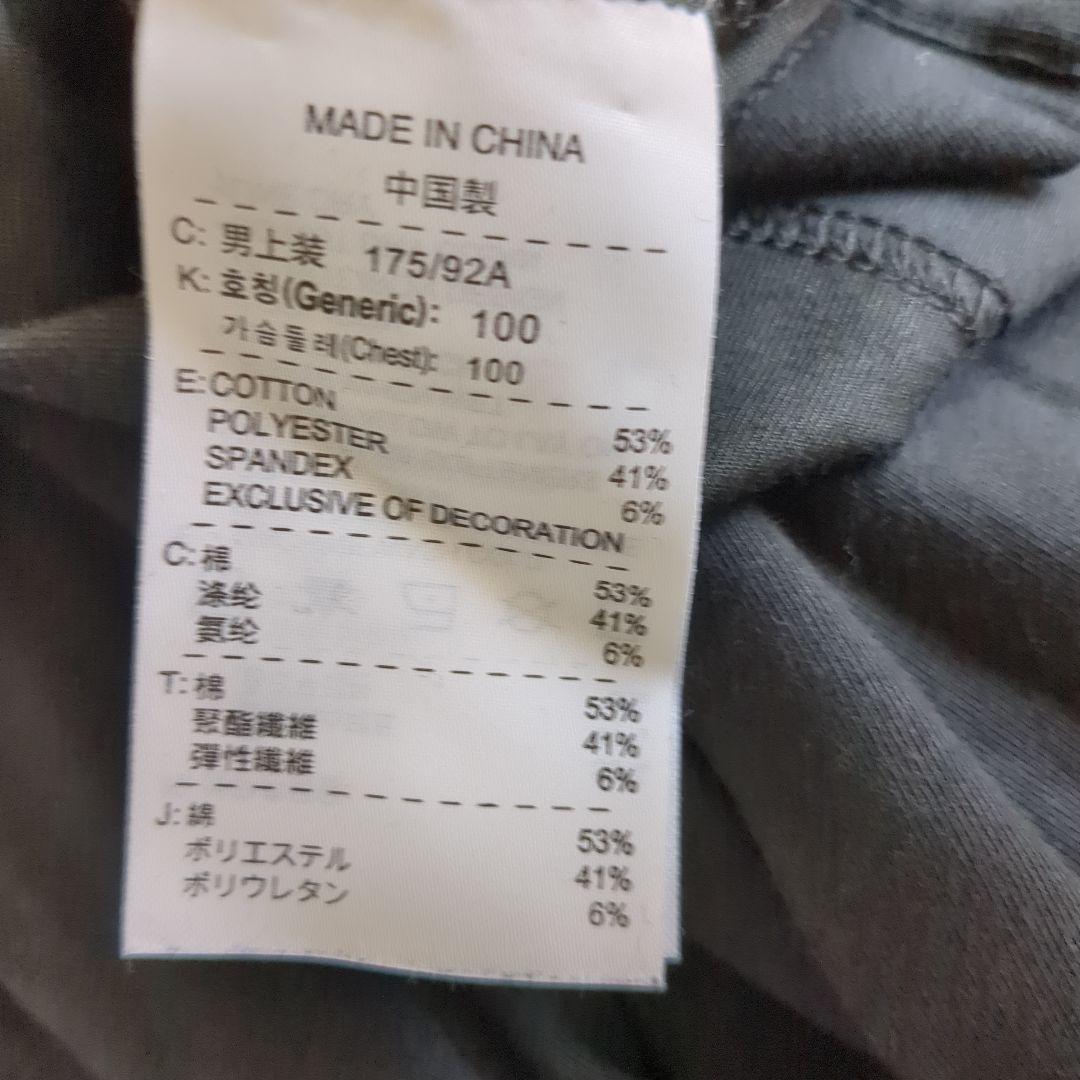 MADE IN CHINA
中国製
C: 男上装 175/92A
K: 호칭(Generic): 100
가슴둘레(Chest): 100
E: COTTON 53%
POLYESTER 41%
SPANDEX 6%
EXCLUSIVE OF DECORATION
C: 棉 53%
涤纶 41%
氨纶 6%
T: 棉 53%
聚酯纖維 41%
彈性纖維 6%
J: 綿 53%
ポリエステル 41%
ポリウレタン 6%